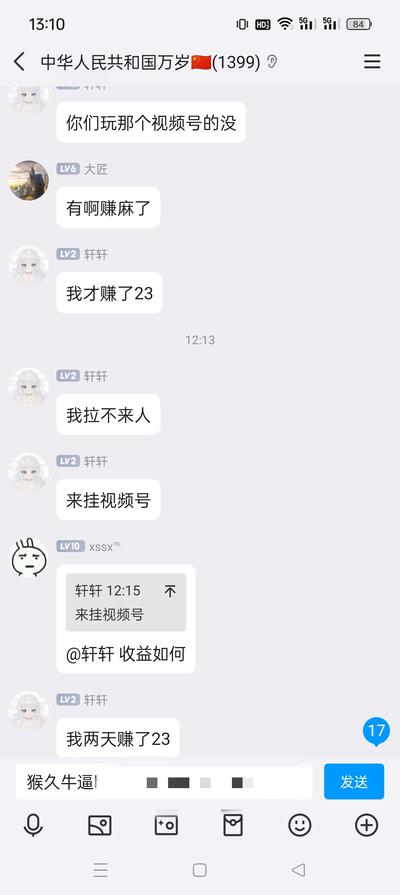 13:10
HD 5G 5G 84
中华人民共和国万岁🇨🇳(1399)
轩轩
你们玩那个视频号的没
LV6 大匠
有啊赚麻了
LV2 轩轩
我才赚了23
12:13
LV2 轩轩
我拉不来人
LV2 轩轩
来挂视频号
LV10 xssx℡
轩轩 12:15
来挂视频号
@轩轩 收益如何
LV2 轩轩
我两天赚了23
17
猴久牛逼
发送